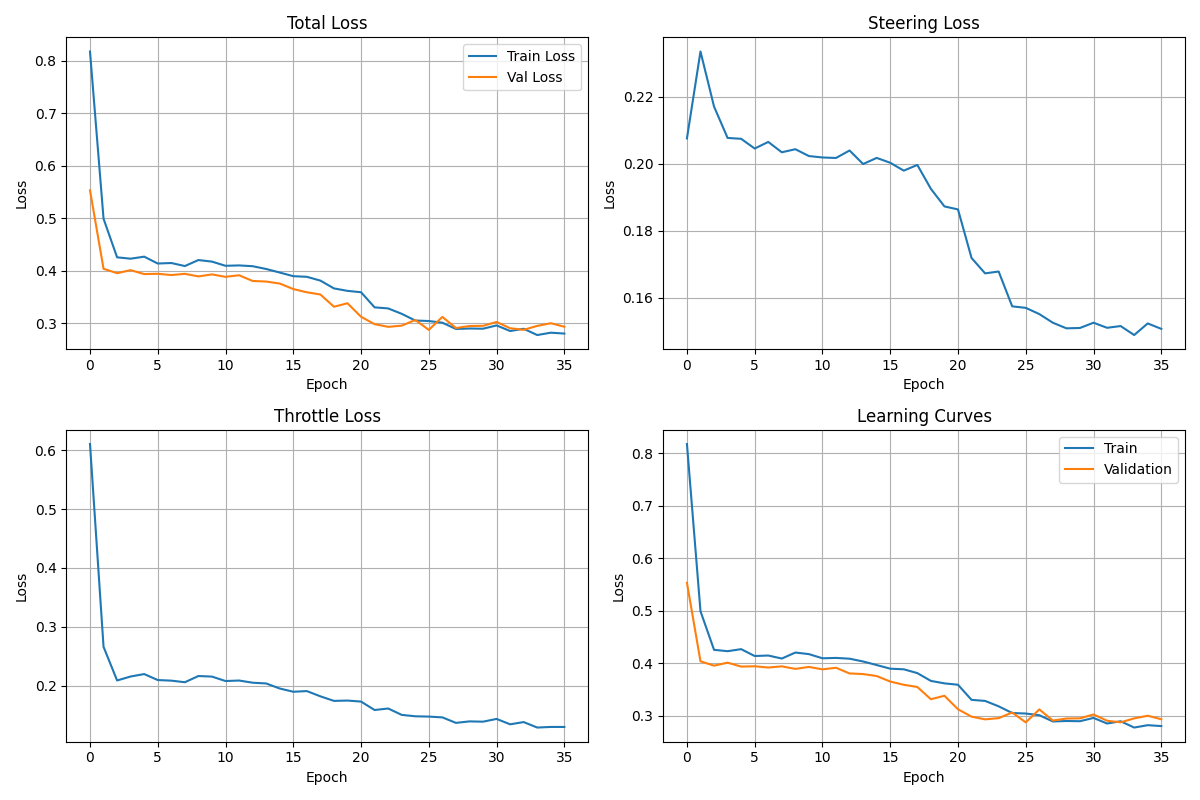 Total Loss
Loss
0.8
0.7
0.6
0.5
0.4
0.3
Train Loss
Val Loss
0 5 10 15 20 25 30 35
Epoch
Steering Loss
Loss
0.22
0.20
0.18
0.16
0 5 10 15 20 25 30 35
Epoch
Throttle Loss
Loss
0.6
0.5
0.4
0.3
0.2
0 5 10 15 20 25 30 35
Epoch
Learning Curves
Loss
0.8
0.7
0.6
0.5
0.4
0.3
Train
Validation
0 5 10 15 20 25 30 35
Epoch